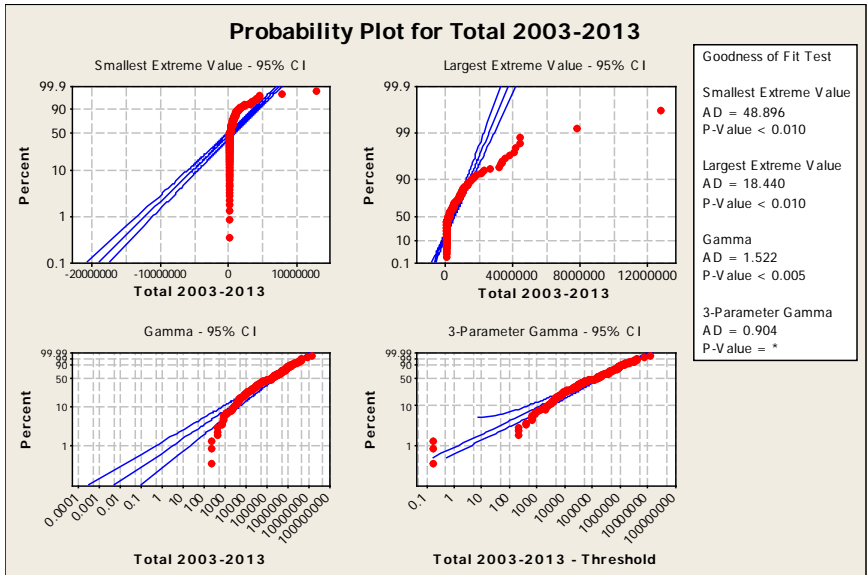 Probability Plot for Total 2003-2013
Smallest Extreme Value - 95% CI
99.9
90
50
10
1
0.1
Percent
-20000000 -10000000 0 10000000
Total 2003-2013
Largest Extreme Value - 95% CI
99.9
99
90
50
10
0.1
Percent
0 4000000 8000000 12000000
Total 2003-2013
Gamma - 95% CI
99.99
99
90
50
10
1
Percent
0.0001 0.001 0.01 0.1 1 10 100 1000 10000 100000 1000000 10000000 100000000
Total 2003-2013
3-Parameter Gamma - 95% CI
99.99
99
90
50
10
1
Percent
0.1 1 10 100 1000 10000 100000 1000000 10000000 100000000
Total 2003-2013 - Threshold
Goodness of Fit Test
Smallest Extreme Value
AD = 48.896
P-Value < 0.010
Largest Extreme Value
AD = 18.440
P-Value < 0.010
Gamma
AD = 1.522
P-Value < 0.005
3-Parameter Gamma
AD = 0.904
P-Value = *